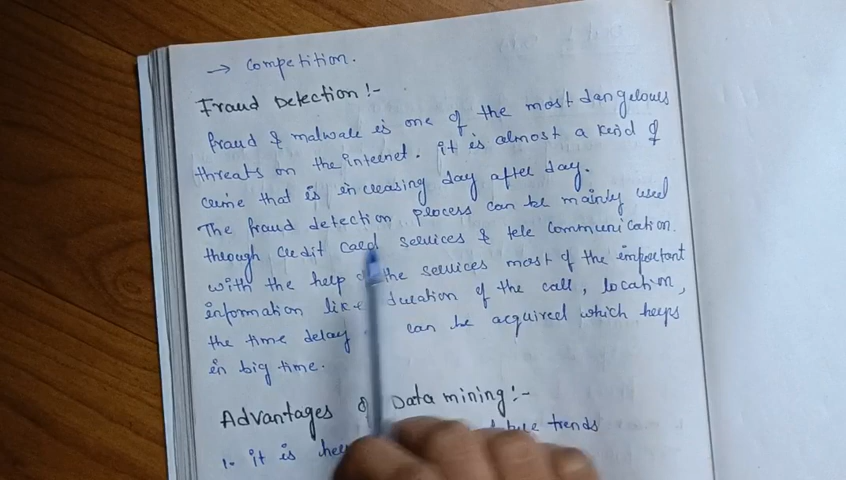 → Competition.
Fraud Detection :-
fraud & malware is one of the most dangerous
threats on the internet. it is almost a kind of
crime that is increasing day after day.
The fraud detection process can be mainly used
through credit card services & tele communication.
with the help the services most of the important
information like duration of the call, location,
the time delay can be acquired which helps
in big time.
Advantages of Data mining :-
1. it is trends